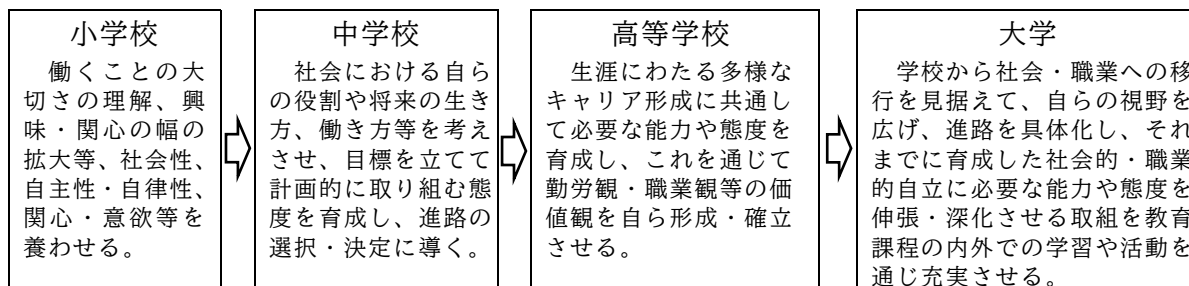 小学校
働くことの大
切さの理解、興
味・関心の幅の
拡大等、社会性、
自主性・自律性、
関心・意欲等を
養わせる。
中学校
社会における自ら
の役割や将来の生き
方、働き方等を考え
させ、目標を立てて
計画的に取り組む態
度を育成し、進路の
選択・決定に導く。
高等学校
生涯にわたる多様な
キャリア形成に共通し
て必要な能力や態度を
育成し、これを通じて
勤労観・職業観等の価
値観を自ら形成・確立
させる。
大学
学校から社会・職業への移
行を見据えて、自らの視野を
広げ、進路を具体化し、それ
までに育成した社会的・職業
的自立に必要な能力や態度を
伸張・深化させる取組を教育
課程の内外での学習や活動を
通じ充実させる。